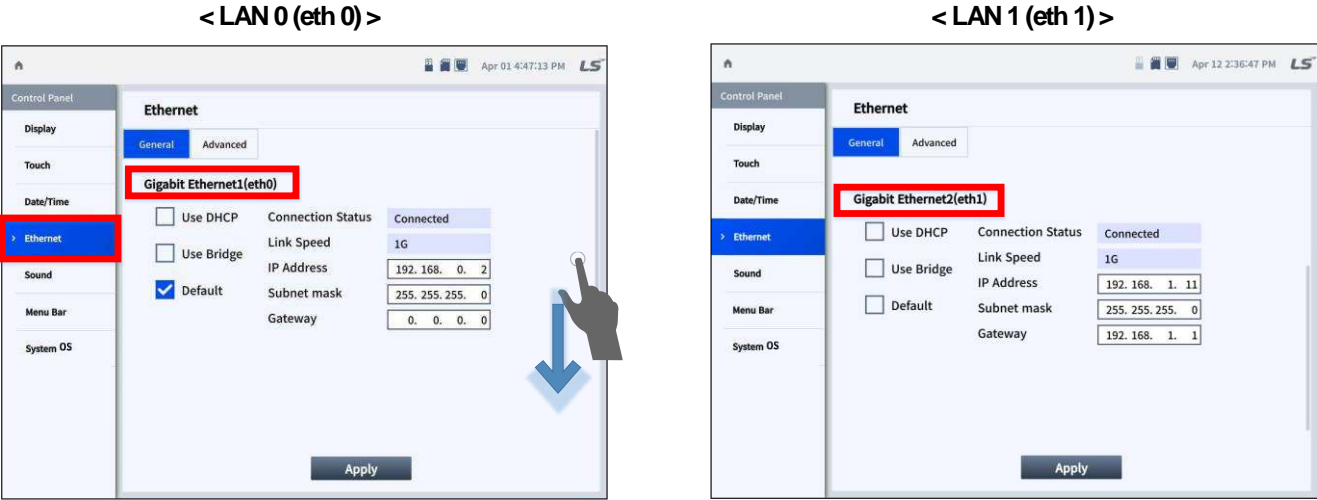 < LAN 0 (eth 0) >
Apr 01 4:47:13 PM LS
Control Panel
Display
Touch
Date/Time
> Ethernet
Sound
Menu Bar
System OS
Ethernet
General Advanced
Gigabit Ethernet1(eth0)
Use DHCP Connection Status Connected
Use Bridge Link Speed 1G
Default IP Address 192. 168. 0. 2
Subnet mask 255. 255. 255. 0
Gateway 0. 0. 0. 0
Apply
< LAN 1 (eth 1) >
Apr 12 2:36:47 PM LS
Control Panel
Display
Touch
Date/Time
> Ethernet
Sound
Menu Bar
System OS
Ethernet
General Advanced
Gigabit Ethernet2(eth1)
Use DHCP Connection Status Connected
Use Bridge Link Speed 1G
Default IP Address 192. 168. 1. 11
Subnet mask 255. 255. 255. 0
Gateway 192. 168. 1. 1
Apply